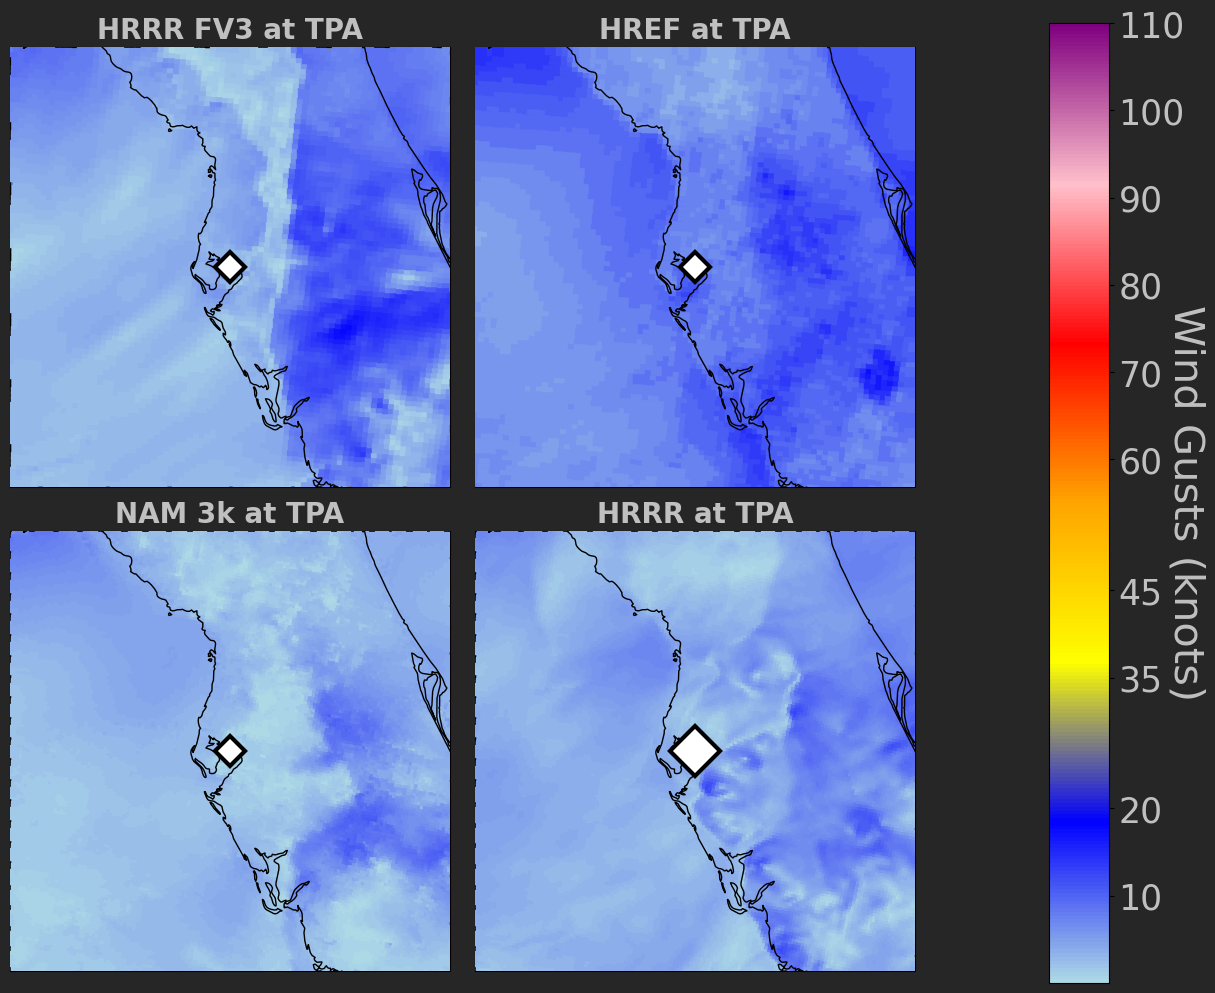 HRRR FV3 at TPA
HREF at TPA
NAM 3k at TPA
HRRR at TPA
110
100
90
80
70
60
45
35
20
10
Wind Gusts (knots)